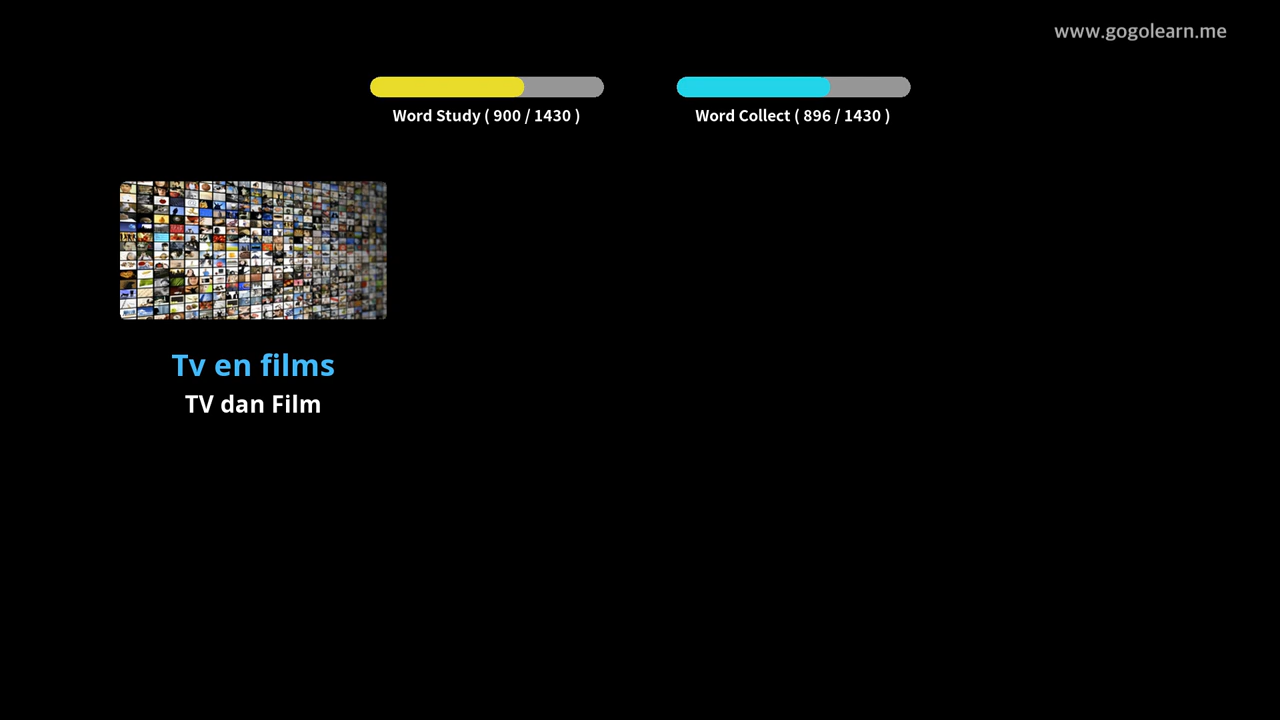 www.gogolearn.me
Word Study ( 900 / 1430 )
Word Collect ( 896 / 1430 )
Tv en films
TV dan Film